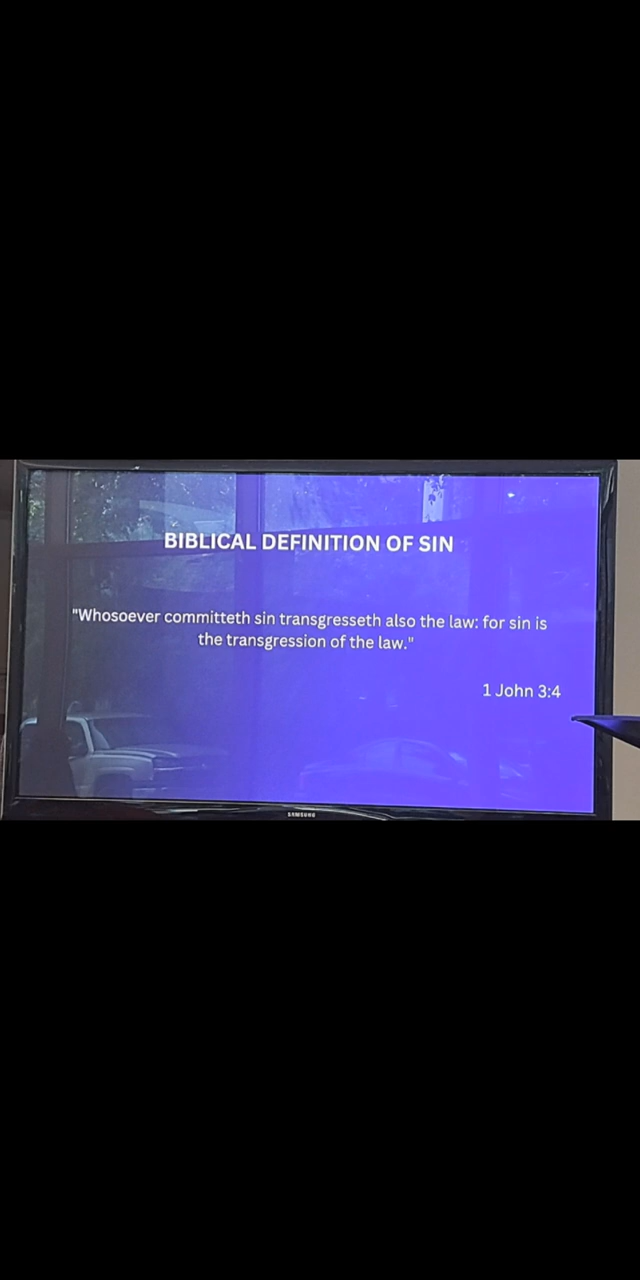 BIBLICAL DEFINITION OF SIN
"Whosoever committeth sin transgresseth also the law: for sin is
the transgression of the law."
1 John 3:4
SAMSUNG